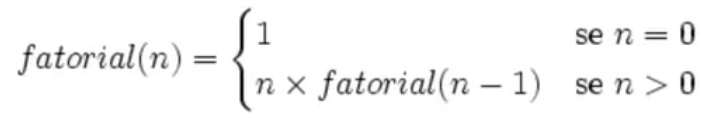 fatorial(n) = { 1 se n = 0
n × fatorial(n − 1) se n > 0